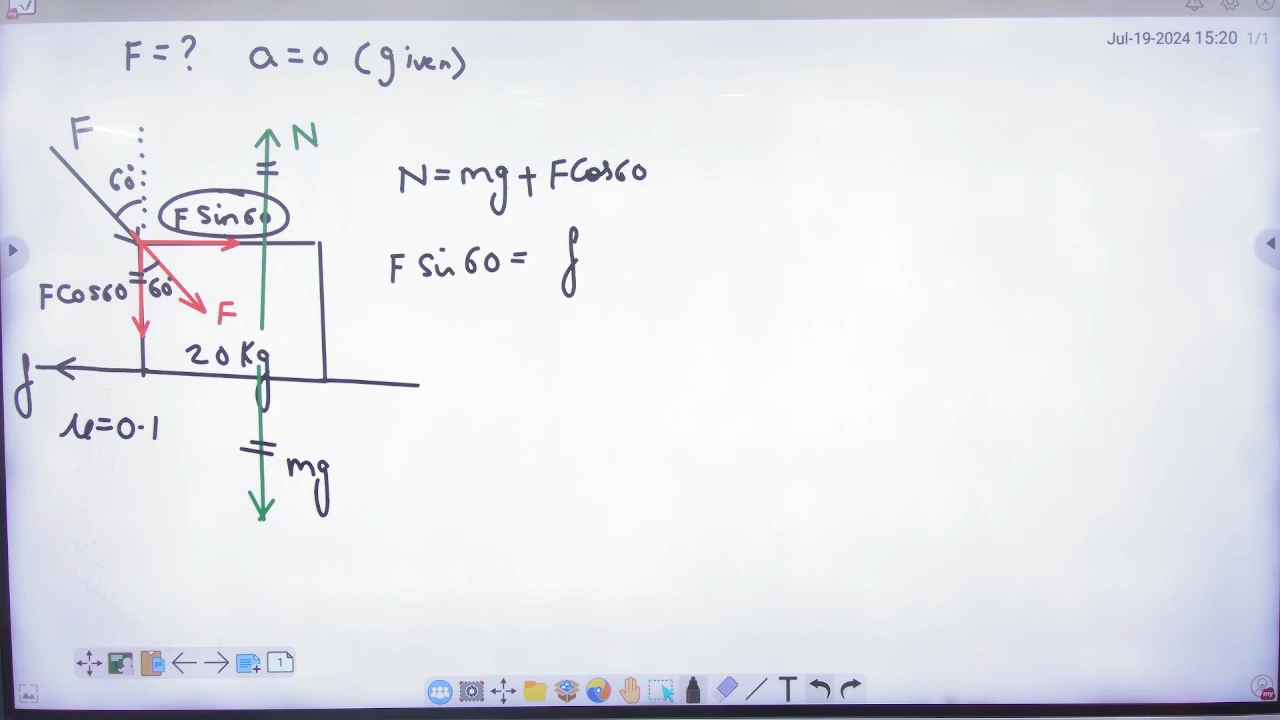 Jul-19-2024 15:20 1/1
F = ? a = 0 (given)
F
60°
N
F Sin60
N = mg + FCos60
F sin 60 = f
FCos60
60°
F
20 Kg
f
μ = 0.1
mg
1
T